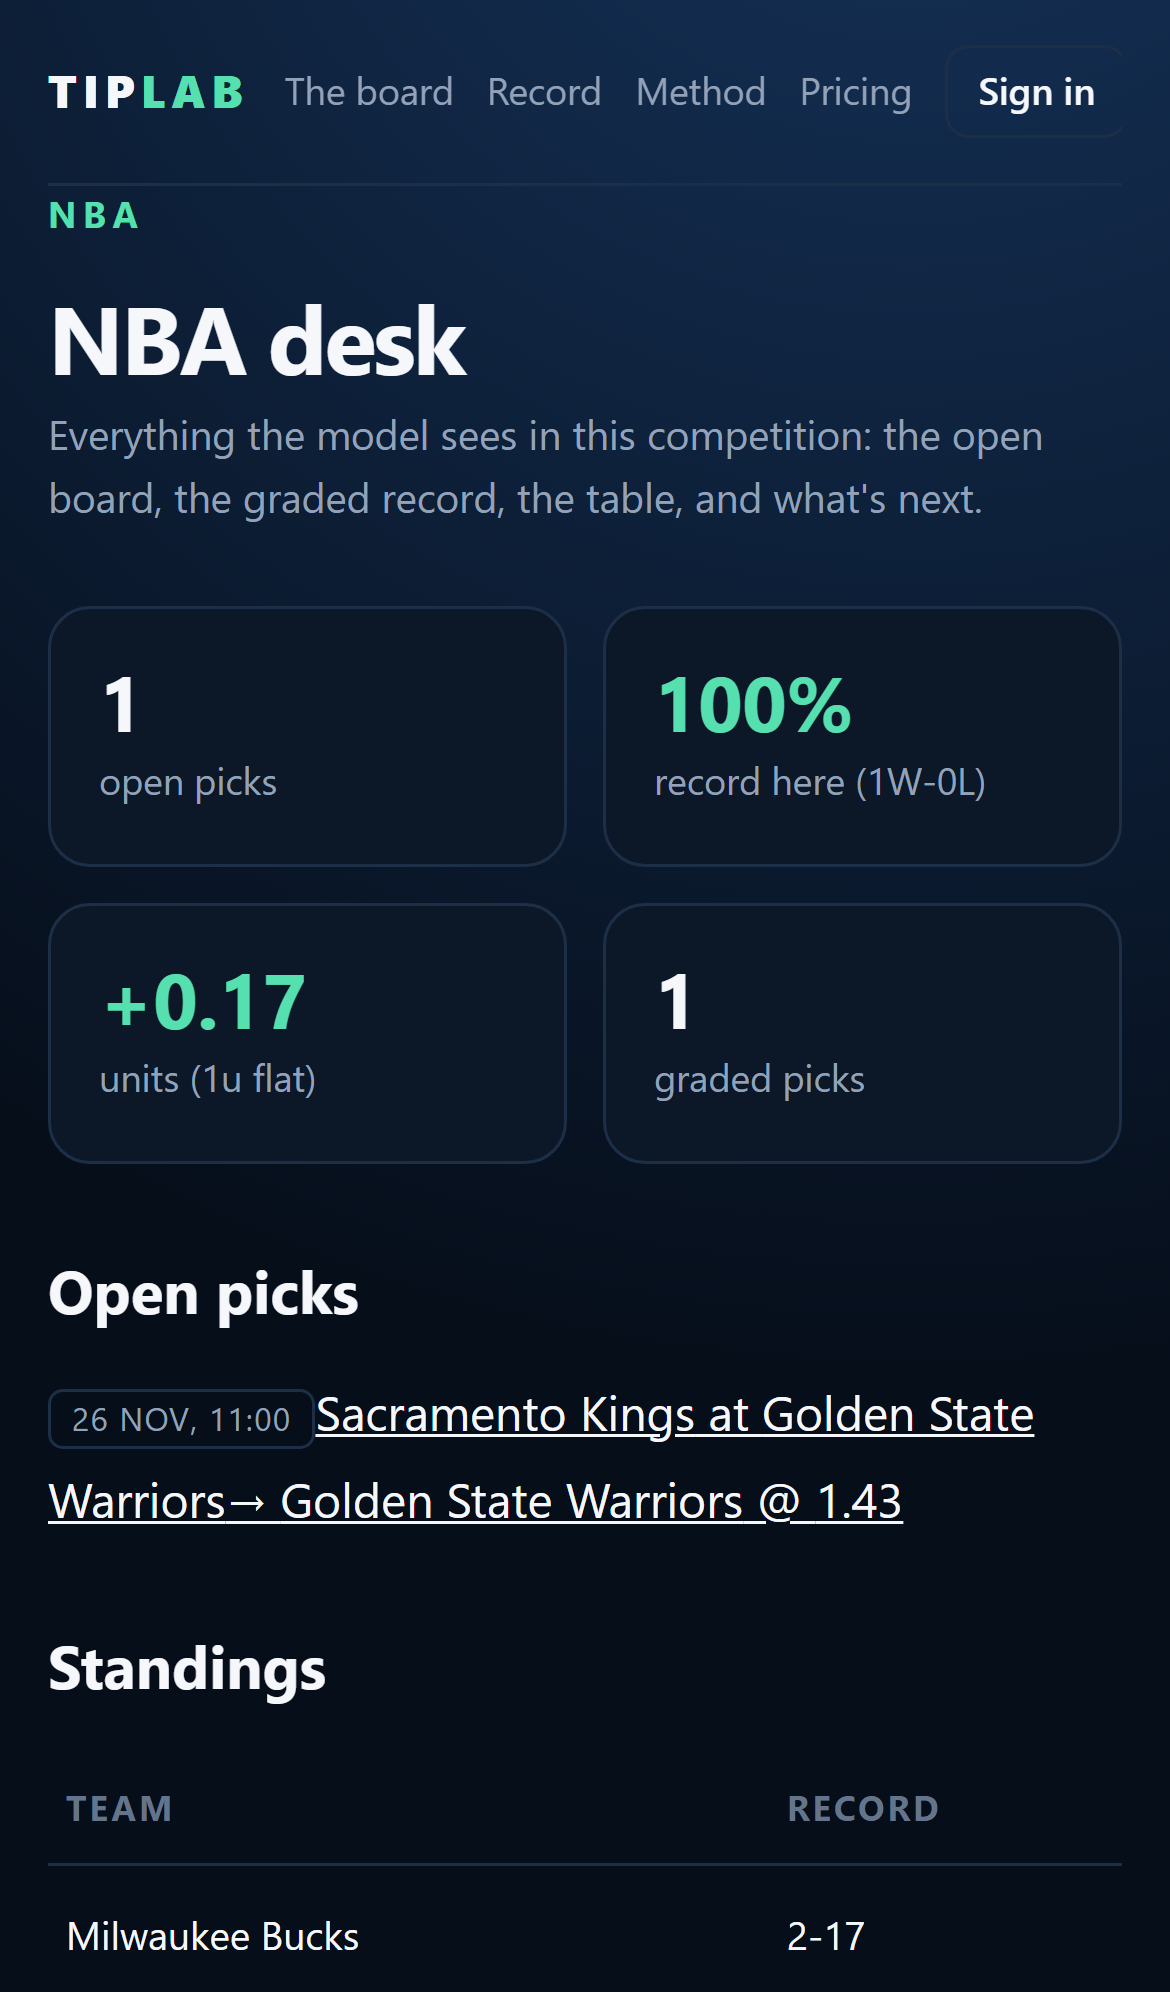 TIPLAB The board Record Method Pricing Sign in
NBA
NBA desk
Everything the model sees in this competition: the open
board, the graded record, the table, and what's next.
1
open picks
100%
record here (1W-0L)
+0.17
units (1u flat)
1
graded picks
Open picks
26 NOV, 11:00 Sacramento Kings at Golden State
Warriors→ Golden State Warriors @ 1.43
Standings
TEAM RECORD
Milwaukee Bucks 2-17